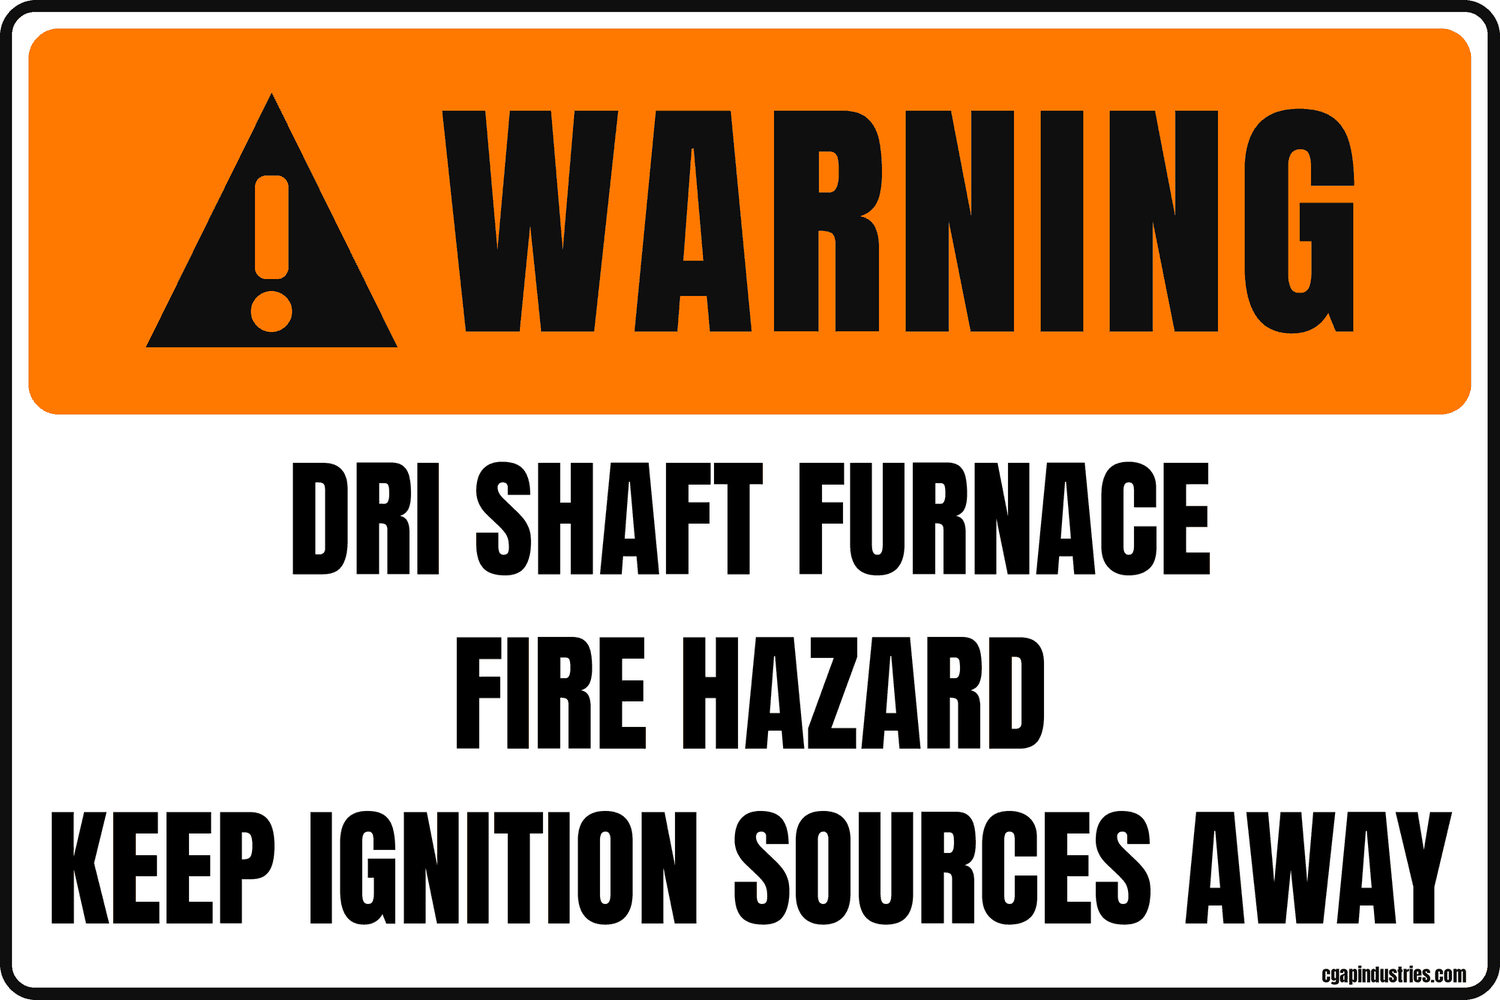 WARNING
DRI SHAFT FURNACE
FIRE HAZARD
KEEP IGNITION SOURCES AWAY
cgapindustries.com